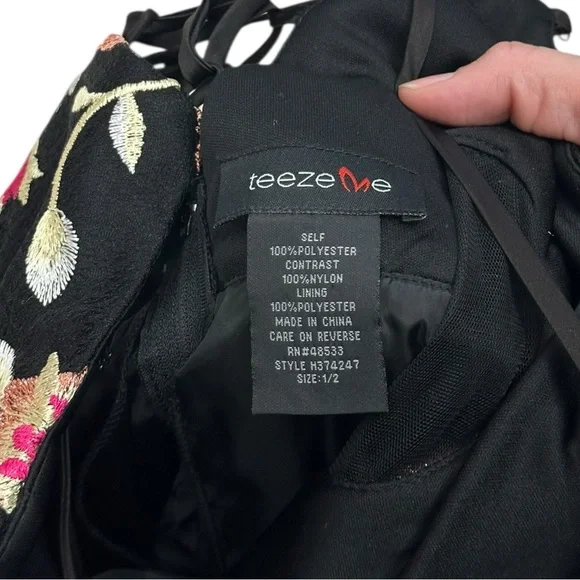 teeze me
SELF
100%POLYESTER
CONTRAST
100%NYLON
LINING
100%POLYESTER
MADE IN CHINA
CARE ON REVERSE
RN#48533
STYLE H374247
SIZE:1/2